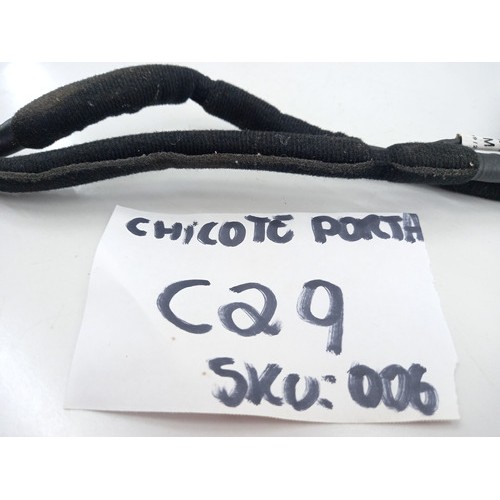 CHICOTE PORTA
C29
SKU: 006